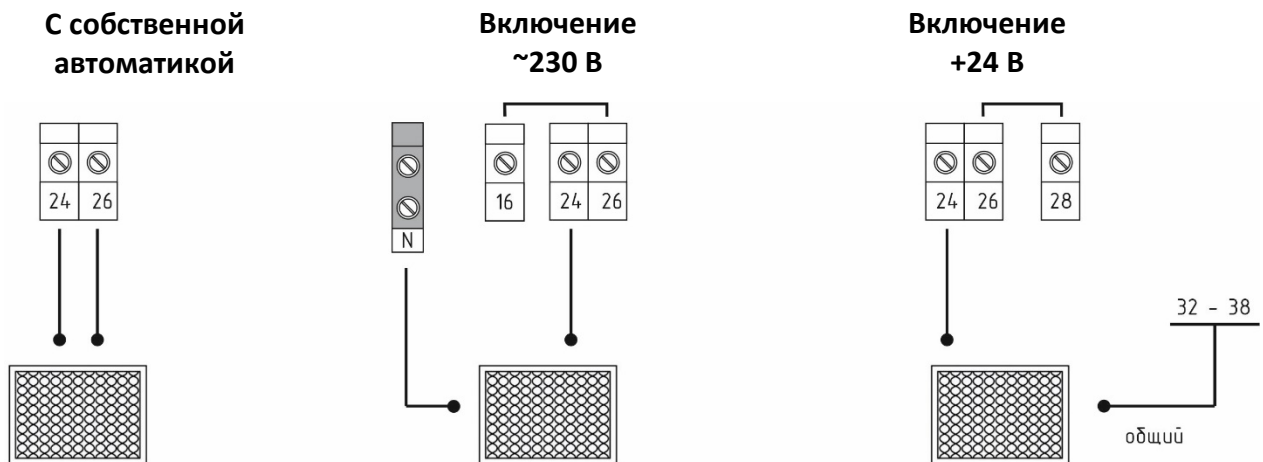 С собственной
автоматикой
Включение
~230 В
Включение
+24 В
24 26
N
16
24 26
24 26
28
32 - 38
общий